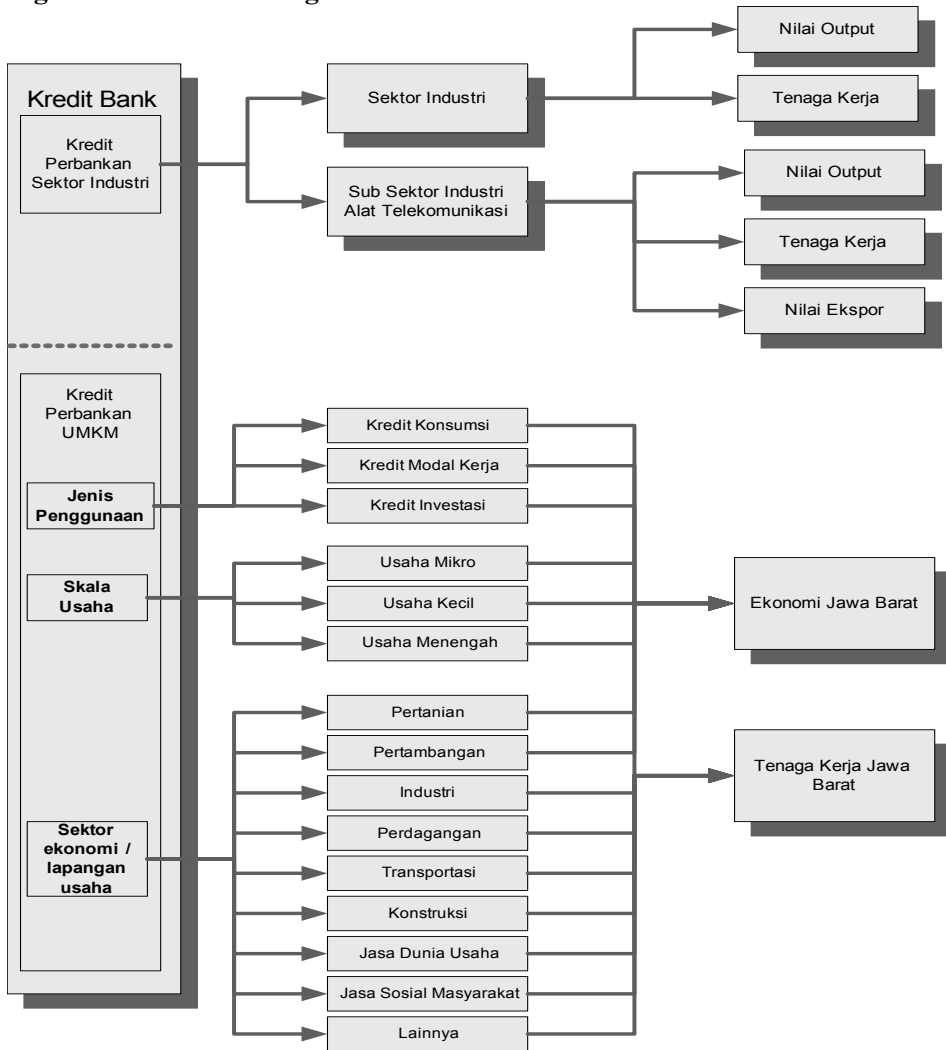 Kredit Bank
Kredit
Perbankan
Sektor Industri
Sektor Industri
Sub Sektor Industri
Alat Telekomunikasi
Nilai Output
Tenaga Kerja
Nilai Output
Tenaga Kerja
Nilai Ekspor
Kredit
Perbankan
UMKM
Jenis
Penggunaan
Skala
Usaha
Sektor
ekonomi /
lapangan
usaha
Kredit Konsumsi
Kredit Modal Kerja
Kredit Investasi
Usaha Mikro
Usaha Kecil
Usaha Menengah
Pertanian
Pertambangan
Industri
Perdagangan
Transportasi
Konstruksi
Jasa Dunia Usaha
Jasa Sosial Masyarakat
Lainnya
Ekonomi Jawa Barat
Tenaga Kerja Jawa
Barat